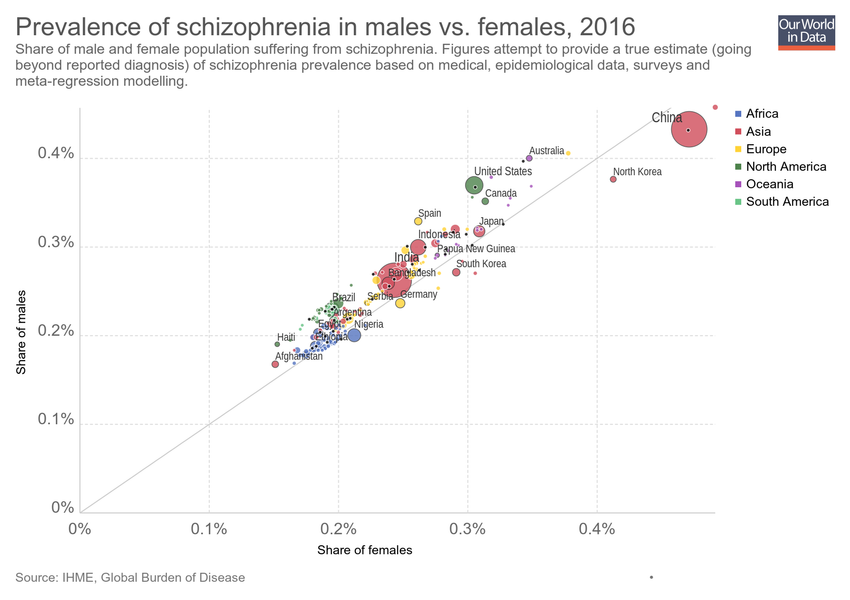 Prevalence of schizophrenia in males vs. females, 2016
Our World
in Data
Share of male and female population suffering from schizophrenia. Figures attempt to provide a true estimate (going
beyond reported diagnosis) of schizophrenia prevalence based on medical, epidemiological data, surveys and
meta-regression modelling.
China
Africa
Asia
Europe
North America
Oceania
South America
0.4%
Australia
United States
North Korea
Canada
Spain
Japan
Indonesia
0.3%
Papua New Guinea
India
South Korea
Bangladesh
Serbia
Germany
Brazil
Argentina
Egypt
Nigeria
0.2%
Haiti
Ethiopia
Afghanistan
0.1%
0%
Share of males
0%
0.1%
0.2%
0.3%
0.4%
Share of females
Source: IHME, Global Burden of Disease